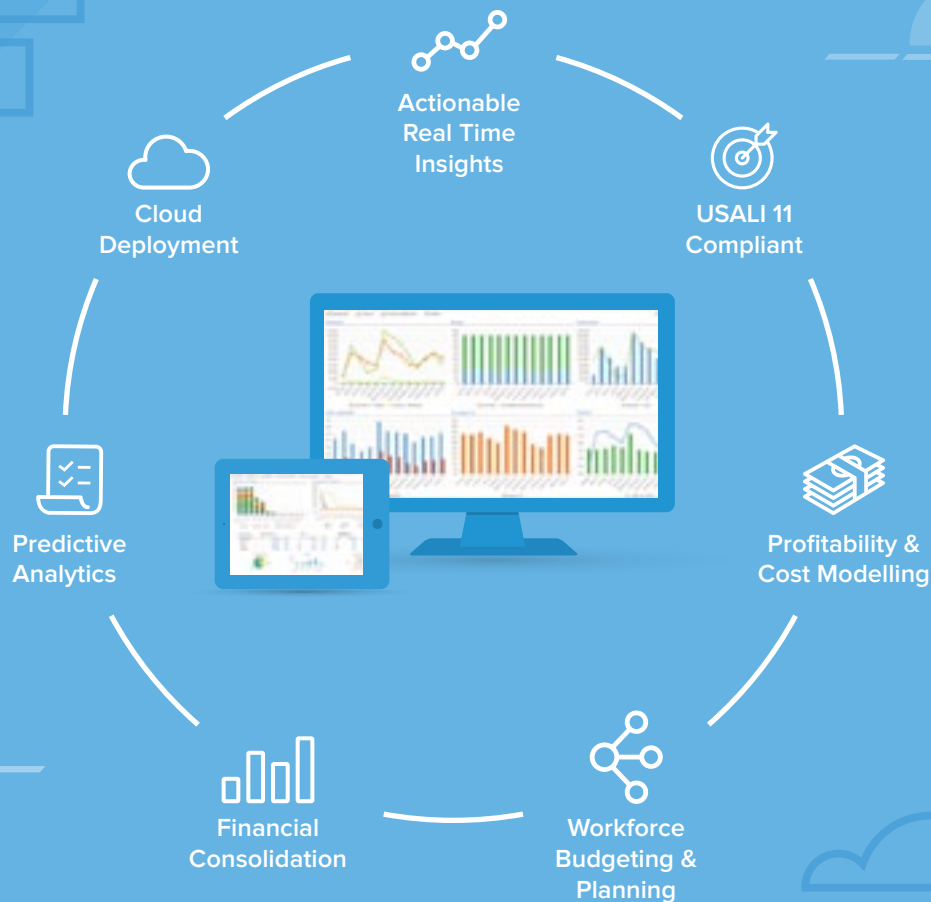 Actionable
Real Time
Insights
Cloud
Deployment
USALI 11
Compliant
Predictive
Analytics
Profitability &
Cost Modelling
Financial
Consolidation
Workforce
Budgeting &
Planning